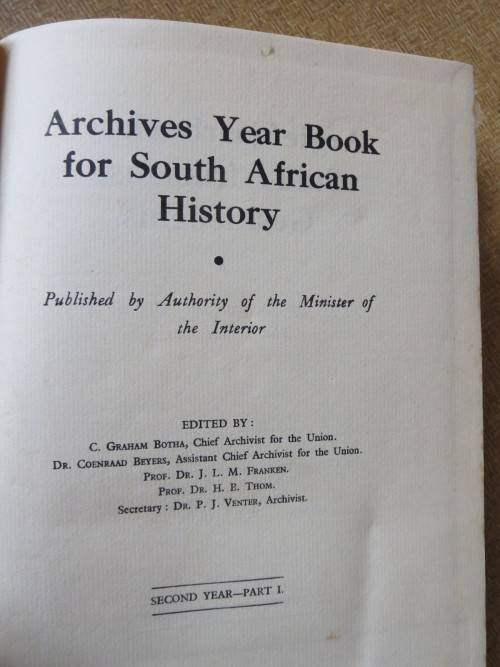 Archives Year Book
for South African
History
•
Published by Authority of the Minister of
the Interior
EDITED BY :
C. GRAHAM BOTHA, Chief Archivist for the Union.
DR. COENRAAD BEYERS, Assistant Chief Archivist for the Union.
PROF. DR. J. L. M. FRANKEN.
PROF. DR. H. B. THOM.
Secretary : DR. P. J. VENTER, Archivist.
SECOND YEAR—PART I.